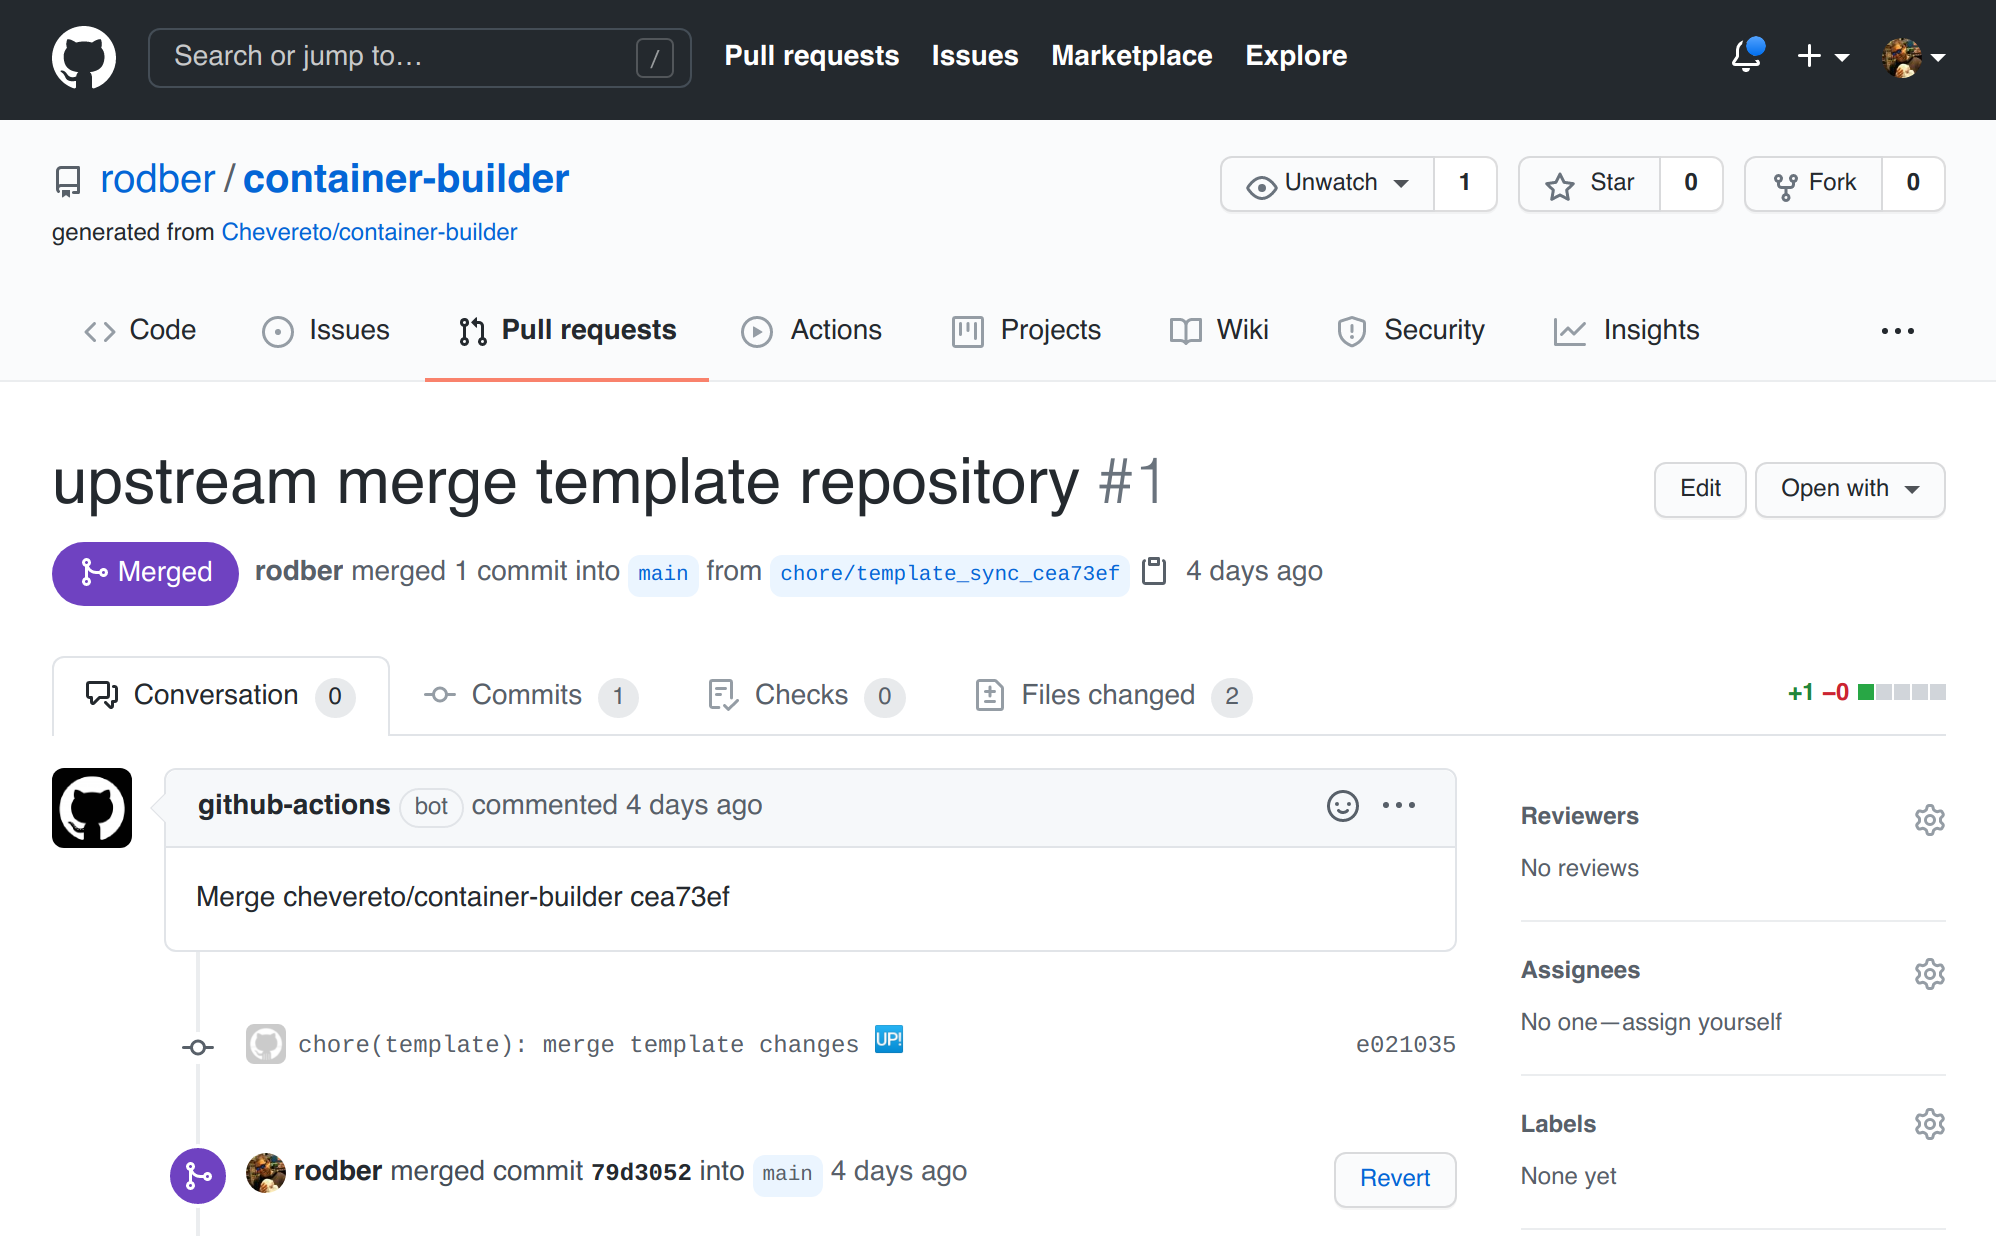 Search or jump to… / Pull requests Issues Marketplace Explore
rodber / container-builder Unwatch 1 Star 0 Fork 0
generated from Chevereto/container-builder
Code Issues Pull requests Actions Projects Wiki Security Insights
upstream merge template repository #1 Edit Open with
Merged rodber merged 1 commit into main from chore/template_sync_cea73ef 4 days ago
Conversation 0 Commits 1 Checks 0 Files changed 2 +1 −0
github-actions bot commented 4 days ago
Merge chevereto/container-builder cea73ef
Reviewers
No reviews
Assignees
No one—assign yourself
chore(template): merge template changes UP! e021035
Labels
None yet
rodber merged commit 79d3052 into main 4 days ago Revert